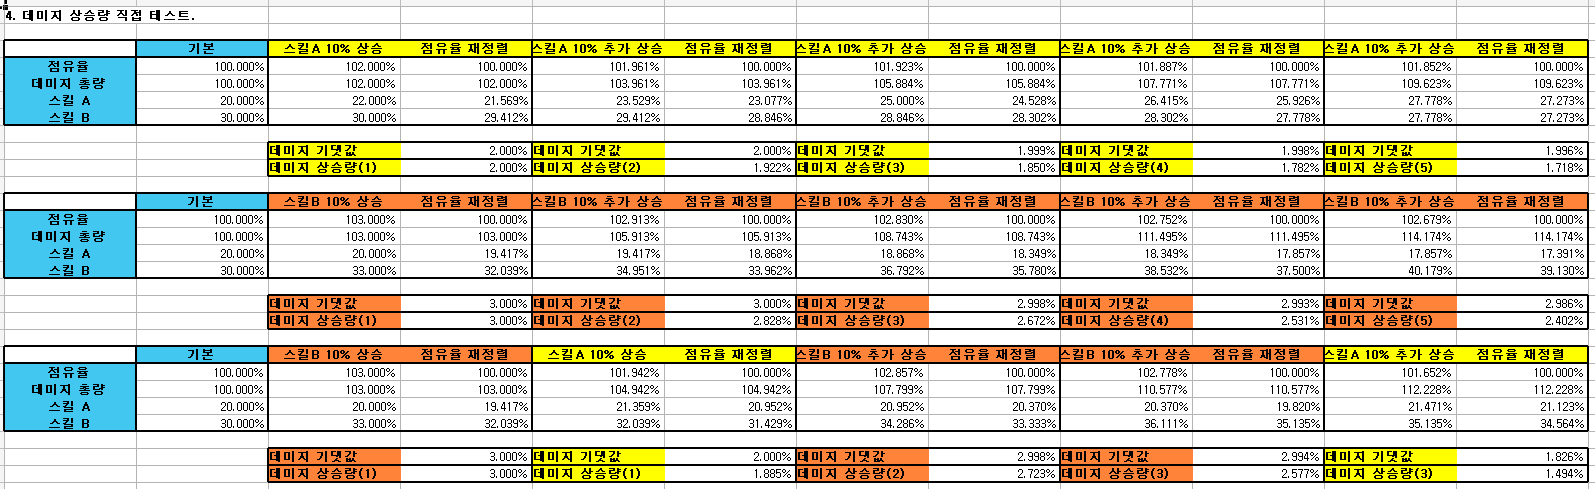 4. 데미지 상승량 직접 테스트.
기본 스킬A 10% 상승 점유율 재정렬 스킬A 10% 추가 상승 점유율 재정렬 스킬A 10% 추가 상승 점유율 재정렬 스킬A 10% 추가 상승 점유율 재정렬 스킬A 10% 추가 상승 점유율 재정렬
점유율 100.000% 102.000% 100.000% 101.961% 100.000% 101.923% 100.000% 101.887% 100.000% 101.852% 100.000%
데미지 총량 100.000% 102.000% 102.000% 103.961% 103.961% 105.884% 105.884% 107.771% 107.771% 109.623% 109.623%
스킬 A 20.000% 22.000% 21.569% 23.529% 23.077% 25.000% 24.528% 26.415% 25.926% 27.778% 27.273%
스킬 B 30.000% 30.000% 29.412% 29.412% 28.846% 28.846% 28.302% 28.302% 27.778% 27.778% 27.273%
데미지 기댓값 2.000% 데미지 기댓값 2.000% 데미지 기댓값 1.999% 데미지 기댓값 1.998% 데미지 기댓값 1.996%
데미지 상승량(1) 2.000% 데미지 상승량(2) 1.922% 데미지 상승량(3) 1.850% 데미지 상승량(4) 1.782% 데미지 상승량(5) 1.718%
기본 스킬B 10% 상승 점유율 재정렬 스킬B 10% 추가 상승 점유율 재정렬 스킬B 10% 추가 상승 점유율 재정렬 스킬B 10% 추가 상승 점유율 재정렬 스킬B 10% 추가 상승 점유율 재정렬
점유율 100.000% 103.000% 100.000% 102.913% 100.000% 102.830% 100.000% 102.752% 100.000% 102.679% 100.000%
데미지 총량 100.000% 103.000% 103.000% 105.913% 105.913% 108.743% 108.743% 111.495% 111.495% 114.174% 114.174%
스킬 A 20.000% 20.000% 19.417% 19.417% 18.868% 18.868% 18.349% 18.349% 17.857% 17.857% 17.391%
스킬 B 30.000% 33.000% 32.039% 34.951% 33.962% 36.792% 35.780% 38.532% 37.500% 40.179% 39.130%
데미지 기댓값 3.000% 데미지 기댓값 3.000% 데미지 기댓값 2.998% 데미지 기댓값 2.993% 데미지 기댓값 2.986%
데미지 상승량(1) 3.000% 데미지 상승량(2) 2.828% 데미지 상승량(3) 2.672% 데미지 상승량(4) 2.531% 데미지 상승량(5) 2.402%
기본 스킬B 10% 상승 점유율 재정렬 스킬A 10% 상승 점유율 재정렬 스킬B 10% 추가 상승 점유율 재정렬 스킬B 10% 추가 상승 점유율 재정렬 스킬A 10% 추가 상승 점유율 재정렬
점유율 100.000% 103.000% 100.000% 101.942% 100.000% 102.857% 100.000% 102.778% 100.000% 101.652% 100.000%
데미지 총량 100.000% 103.000% 103.000% 104.942% 104.942% 107.799% 107.799% 110.577% 110.577% 112.228% 112.228%
스킬 A 20.000% 20.000% 19.417% 21.359% 20.952% 20.952% 20.370% 20.370% 19.820% 21.471% 21.123%
스킬 B 30.000% 33.000% 32.039% 32.039% 31.429% 34.286% 33.333% 36.111% 35.135% 35.135% 34.564%
데미지 기댓값 3.000% 데미지 기댓값 2.000% 데미지 기댓값 2.998% 데미지 기댓값 2.994% 데미지 기댓값 1.826%
데미지 상승량(1) 3.000% 데미지 상승량(1) 1.885% 데미지 상승량(2) 2.723% 데미지 상승량(3) 2.577% 데미지 상승량(3) 1.494%